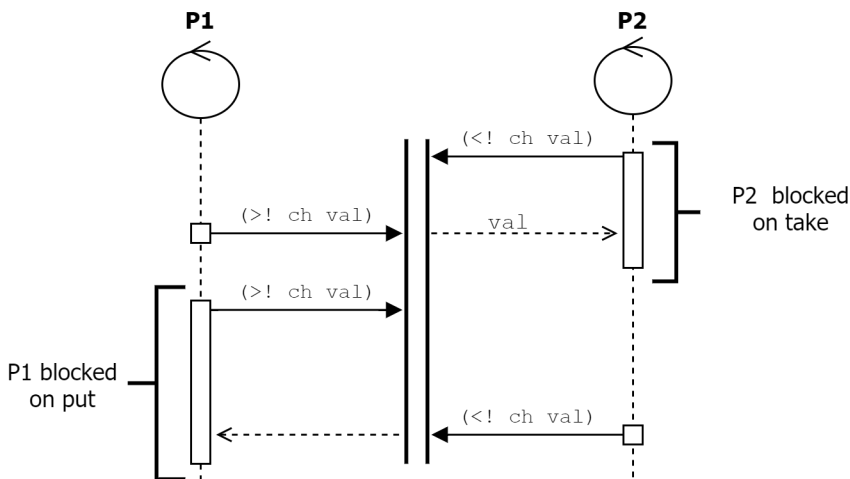 P1
P2
(<! ch val)
P2 blocked
on take
(>! ch val)
val
(>! ch val)
P1 blocked
on put
(<! ch val)